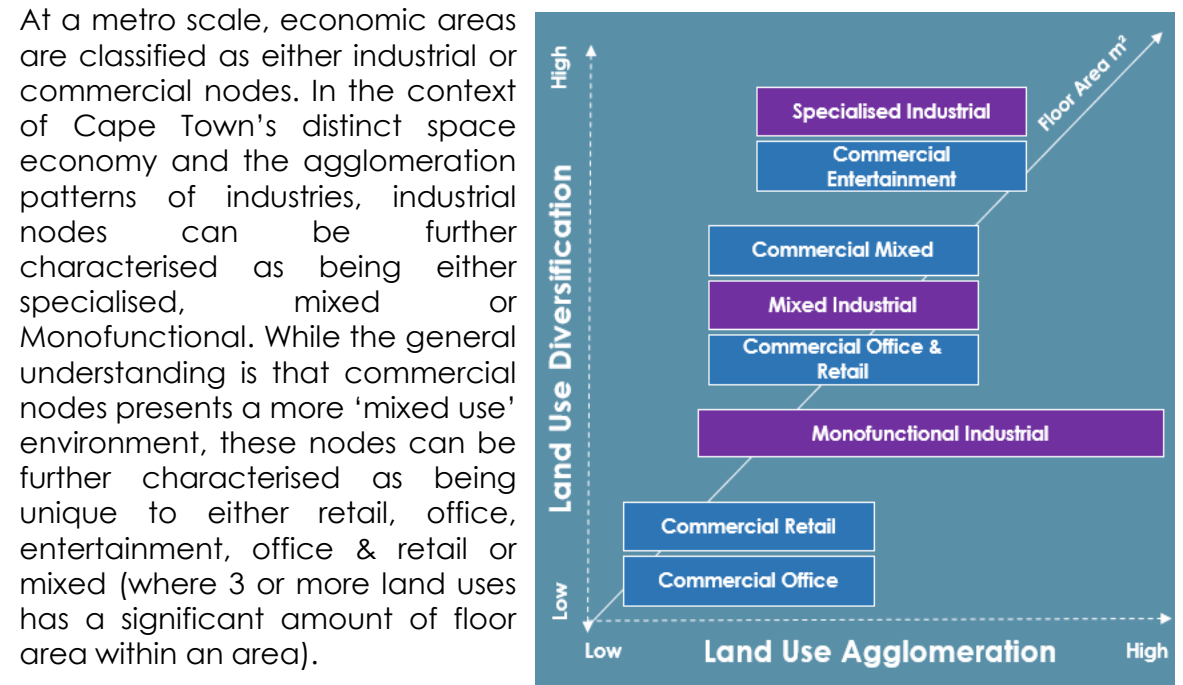 At a metro scale, economic areas
are classified as either industrial or
commercial nodes. In the context
of Cape Town’s distinct space
economy and the agglomeration
patterns of industries, industrial
nodes can be further
characterised as being either
specialised, mixed or
Monofunctional. While the general
understanding is that commercial
nodes presents a more ‘mixed use’
environment, these nodes can be
further characterised as being
unique to either retail, office,
entertainment, office & retail or
mixed (where 3 or more land uses
has a significant amount of floor
area within an area).
High
Land Use Diversification
Low
Floor Area m²
Specialised Industrial
Commercial
Entertainment
Commercial Mixed
Mixed Industrial
Commercial Office &
Retail
Monofunctional Industrial
Commercial Retail
Commercial Office
Low
Land Use Agglomeration
High